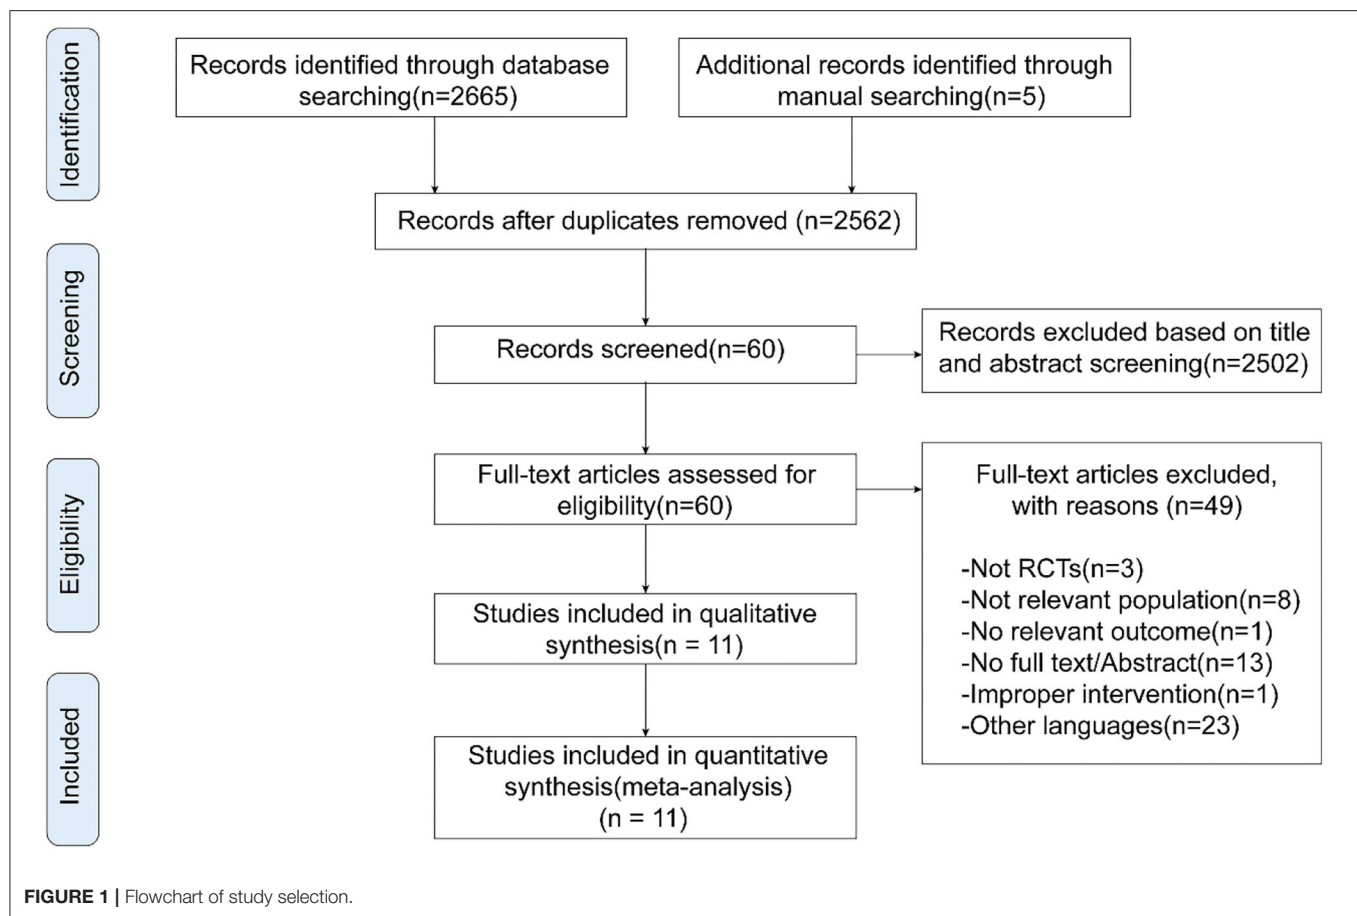 Identification
Records identified through database
searching(n=2665)
Additional records identified through
manual searching(n=5)
Records after duplicates removed (n=2562)
Screening
Records screened(n=60)
Records excluded based on title
and abstract screening(n=2502)
Eligibility
Full-text articles assessed for
eligibility(n=60)
Full-text articles excluded,
with reasons (n=49)
-Not RCTs(n=3)
-Not relevant population(n=8)
-No relevant outcome(n=1)
-No full text/Abstract(n=13)
-Improper intervention(n=1)
-Other languages(n=23)
Studies included in qualitative
synthesis(n = 11)
Included
Studies included in quantitative
synthesis(meta-analysis)
(n = 11)
FIGURE 1 | Flowchart of study selection.